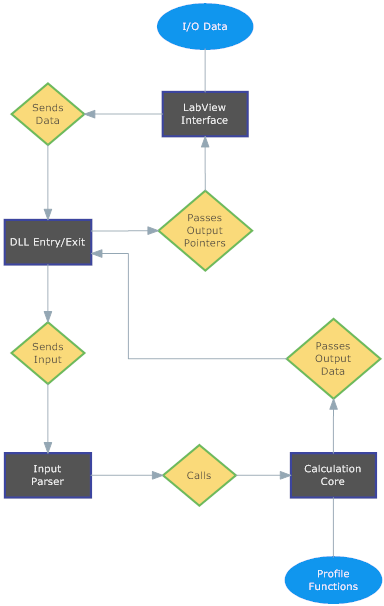 I/O Data
Sends
Data
LabView
Interface
Passes
Output
Pointers
DLL Entry/Exit
Sends
Input
Passes
Output
Data
Input
Parser
Calls
Calculation
Core
Profile
Functions